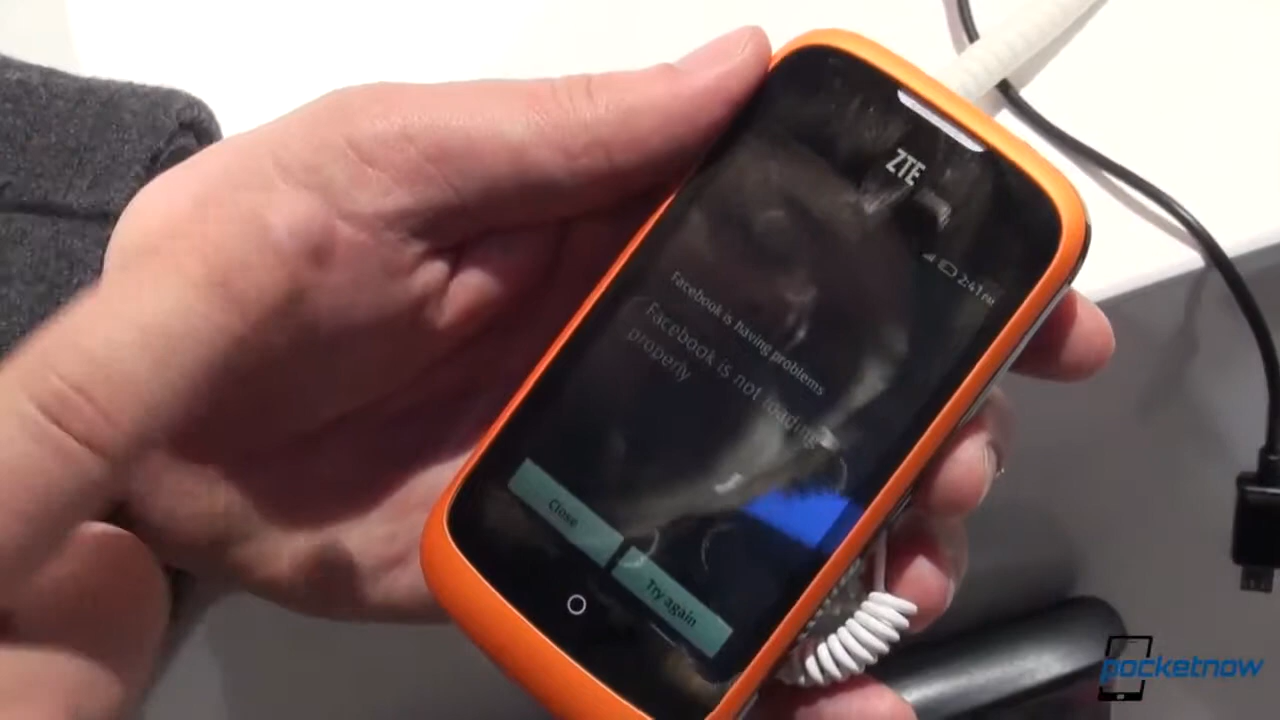 ZTE
2:41 PM
Facebook is having problems
Facebook is not loading
properly
Close
Try again
pocketnow